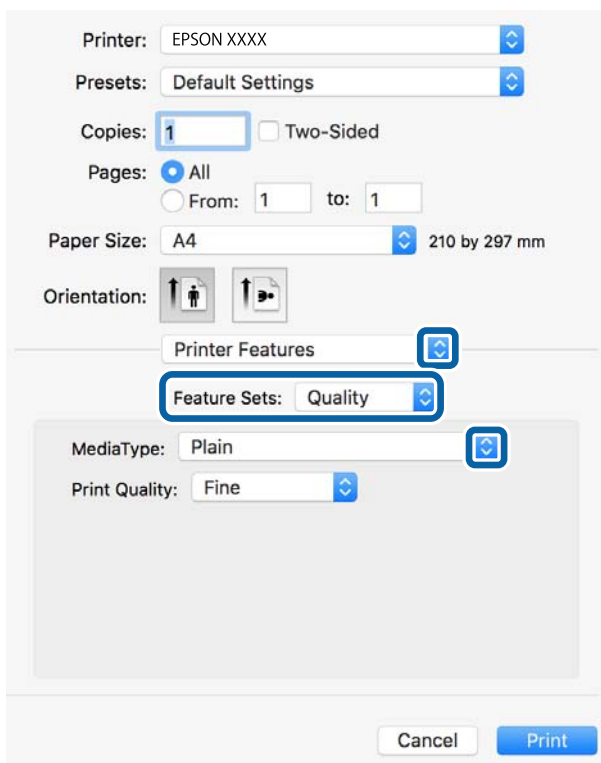 Printer: EPSON XXXX
Presets: Default Settings
Copies: 1 Two-Sided
Pages: All
From: 1 to: 1
Paper Size: A4 210 by 297 mm
Orientation:
Printer Features
Feature Sets: Quality
MediaType: Plain
Print Quality: Fine
Cancel Print